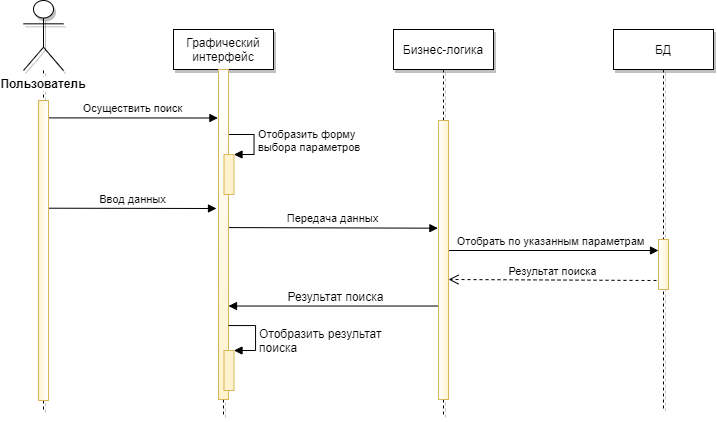 Графический
интерфейс
Бизнес-логика
БД
Пользователь
Осуществить поиск
Отобразить форму
выбора параметров
Ввод данных
Передача данных
Отобрать по указанным параметрам
Результат поиска
Результат поиска
Отобразить результат
поиска